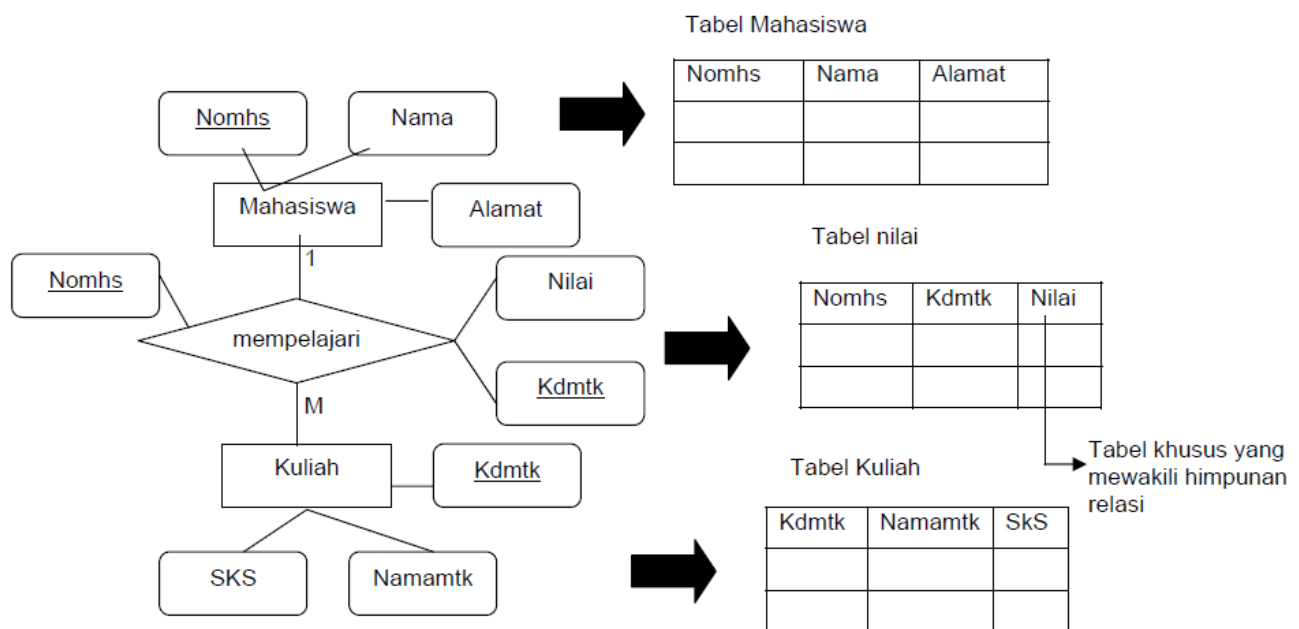 Tabel Mahasiswa
Nomhs Nama Alamat
Nomhs Nama
Mahasiswa Alamat
1
Nomhs Nilai
mempelajari
Kdmtk
M
Kuliah Kdmtk
SKS Namamtk
Tabel nilai
Nomhs Kdmtk Nilai
Tabel khusus yang
mewakili himpunan
relasi
Tabel Kuliah
Kdmtk Namamtk SkS